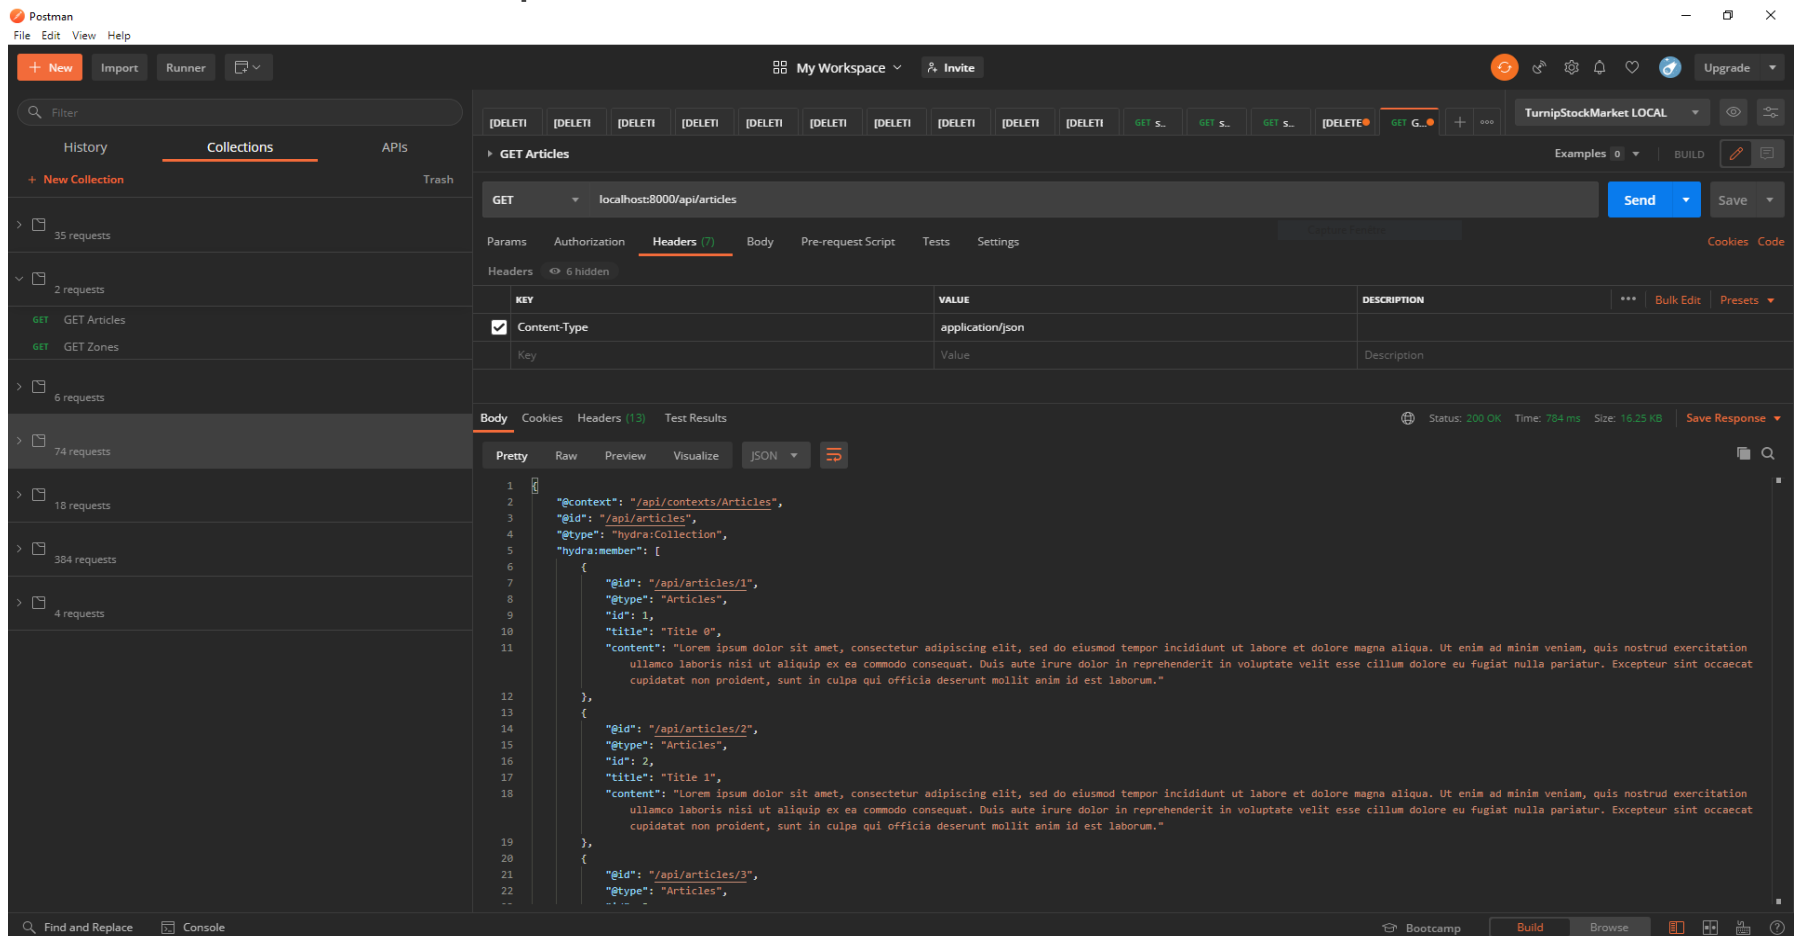 Postman
File Edit View Help
New Import Runner My Workspace Invite Upgrade
Filter
History Collections APIs
+ New Collection Trash
35 requests
2 requests
GET GET Articles
GET GET Zones
6 requests
74 requests
18 requests
384 requests
4 requests
[DELETI [DELETI [DELETI [DELETI [DELETI [DELETI [DELETI [DELETI [DELETI [DELETI GET s... GET s... GET s... [DELETE GET G... + TurnipStockMarket LOCAL
GET Articles Examples 0 BUILD
GET localhost:8000/api/articles Send Save
Params Authorization Headers (7) Body Pre-request Script Tests Settings Cookies Code
Headers 6 hidden
KEY VALUE DESCRIPTION ••• Bulk Edit Presets
Content-Type application/json
Key Value Description
Body Cookies Headers (13) Test Results Status: 200 OK Time: 784 ms Size: 16.25 KB Save Response
Pretty Raw Preview Visualize JSON
1 {
2 "@context": "/api/contexts/Articles",
3 "@id": "/api/articles",
4 "@type": "hydra:Collection",
5 "hydra:member": [
6 {
7 "@id": "/api/articles/1",
8 "@type": "Articles",
9 "id": 1,
10 "title": "Title 0",
11 "content": "Lorem ipsum dolor sit amet, consectetur adipiscing elit, sed do eiusmod tempor incididunt ut labore et dolore magna aliqua. Ut enim ad minim veniam, quis nostrud exercitation
ullamco laboris nisi ut aliquip ex ea commodo consequat. Duis aute irure dolor in reprehenderit in voluptate velit esse cillum dolore eu fugiat nulla pariatur. Excepteur sint occaecat
cupidatat non proident, sunt in culpa qui officia deserunt mollit anim id est laborum."
12 },
13 {
14 "@id": "/api/articles/2",
15 "@type": "Articles",
16 "id": 2,
17 "title": "Title 1",
18 "content": "Lorem ipsum dolor sit amet, consectetur adipiscing elit, sed do eiusmod tempor incididunt ut labore et dolore magna aliqua. Ut enim ad minim veniam, quis nostrud exercitation
ullamco laboris nisi ut aliquip ex ea commodo consequat. Duis aute irure dolor in reprehenderit in voluptate velit esse cillum dolore eu fugiat nulla pariatur. Excepteur sint occaecat
cupidatat non proident, sunt in culpa qui officia deserunt mollit anim id est laborum."
19 },
20 {
21 "@id": "/api/articles/3",
22 "@type": "Articles",
Find and Replace Console Bootcamp Build Browse